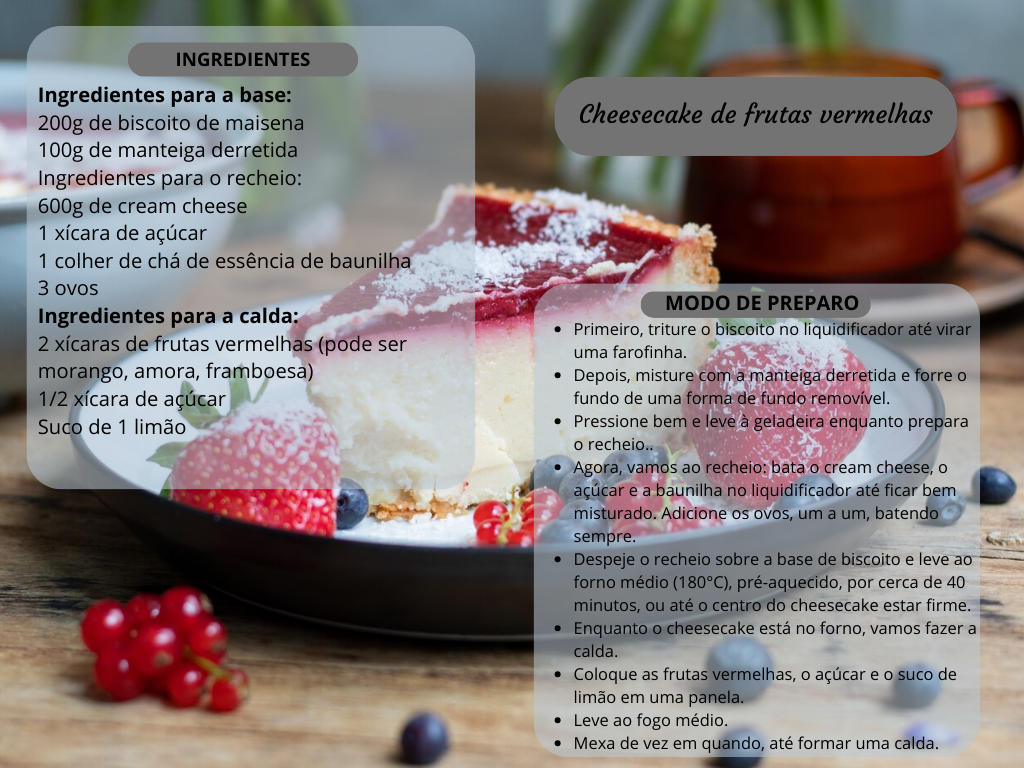 Cheesecake de frutas vermelhas
INGREDIENTES
Ingredientes para a base:
200g de biscoito de maisena
100g de manteiga derretida
Ingredientes para o recheio:
600g de cream cheese
1 xícara de açúcar
1 colher de chá de essência de baunilha
3 ovos
Ingredientes para a calda:
2 xícaras de frutas vermelhas (pode ser
morango, amora, framboesa)
1/2 xícara de açúcar
Suco de 1 limão
MODO DE PREPARO
• Primeiro, triture o biscoito no liquidificador até virar
uma farofinha.
• Depois, misture com a manteiga derretida e forre o
fundo de uma forma de fundo removível.
• Pressione bem e leve à geladeira enquanto prepara
o recheio..
• Agora, vamos ao recheio: bata o cream cheese, o
açúcar e a baunilha no liquidificador até ficar bem
misturado. Adicione os ovos, um a um, batendo
sempre.
• Despeje o recheio sobre a base de biscoito e leve ao
forno médio (180°C), pré-aquecido, por cerca de 40
minutos, ou até o centro do cheesecake estar firme.
• Enquanto o cheesecake está no forno, vamos fazer a
calda.
• Coloque as frutas vermelhas, o açúcar e o suco de
limão em uma panela.
• Leve ao fogo médio.
• Mexa de vez em quando, até formar uma calda.